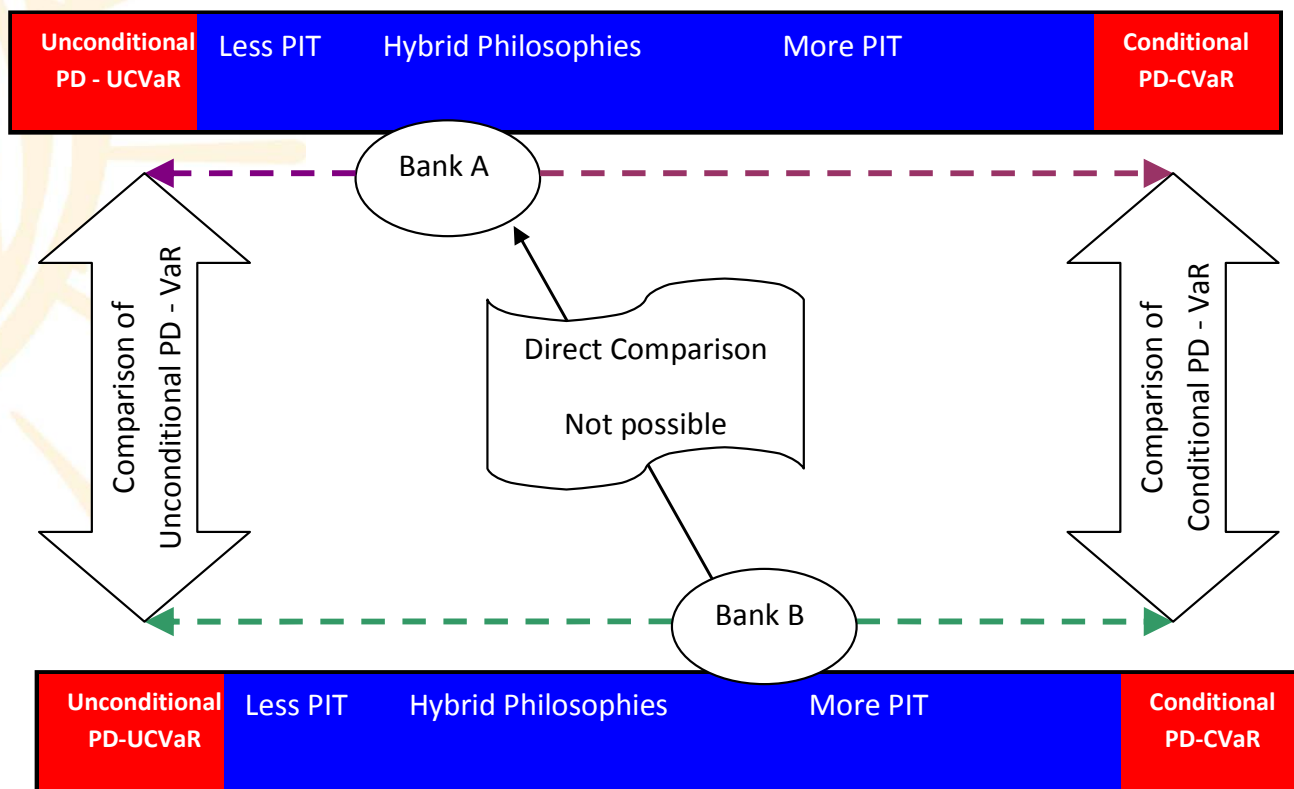 Unconditional
PD - UCVaR
Less PIT
Hybrid Philosophies
More PIT
Conditional
PD-CVaR
Bank A
Comparison of
Unconditional PD - VaR
Direct Comparison
Not possible
Comparison of
Conditional PD - VaR
Bank B
Unconditional
PD-UCVaR
Less PIT
Hybrid Philosophies
More PIT
Conditional
PD-CVaR